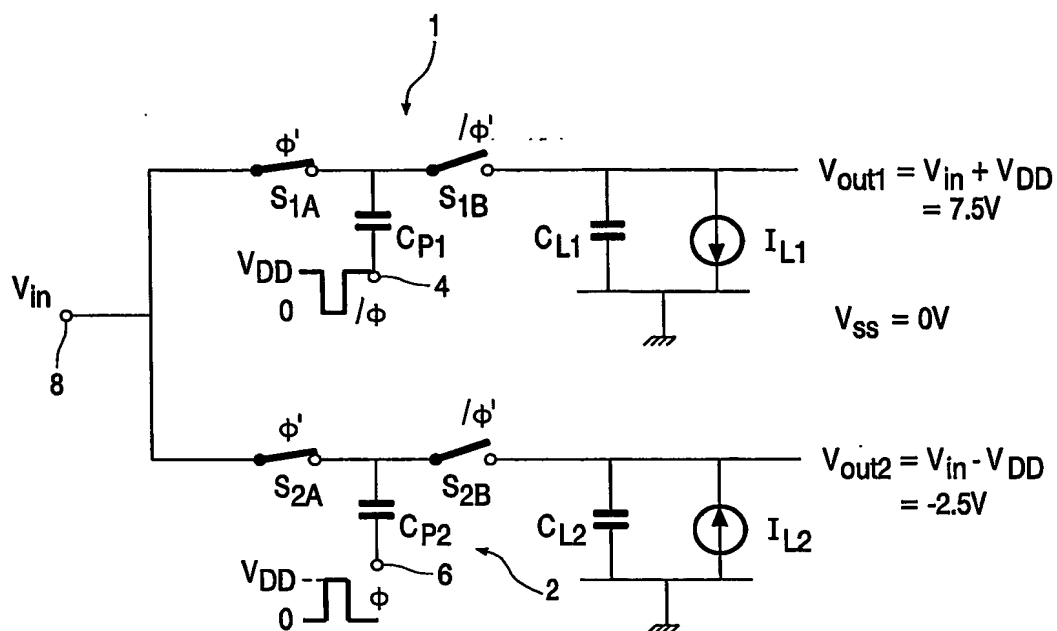 1
ϕ'
/ϕ'
S1A
S1B
CP1
VDD
0
/ϕ
4
CL1
IL1
Vout1 = Vin + VDD
= 7.5V
Vin
8
Vss = 0V
ϕ'
/ϕ'
S2A
S2B
CP2
VDD
0
ϕ
6
2
CL2
IL2
Vout2 = Vin - VDD
= -2.5V